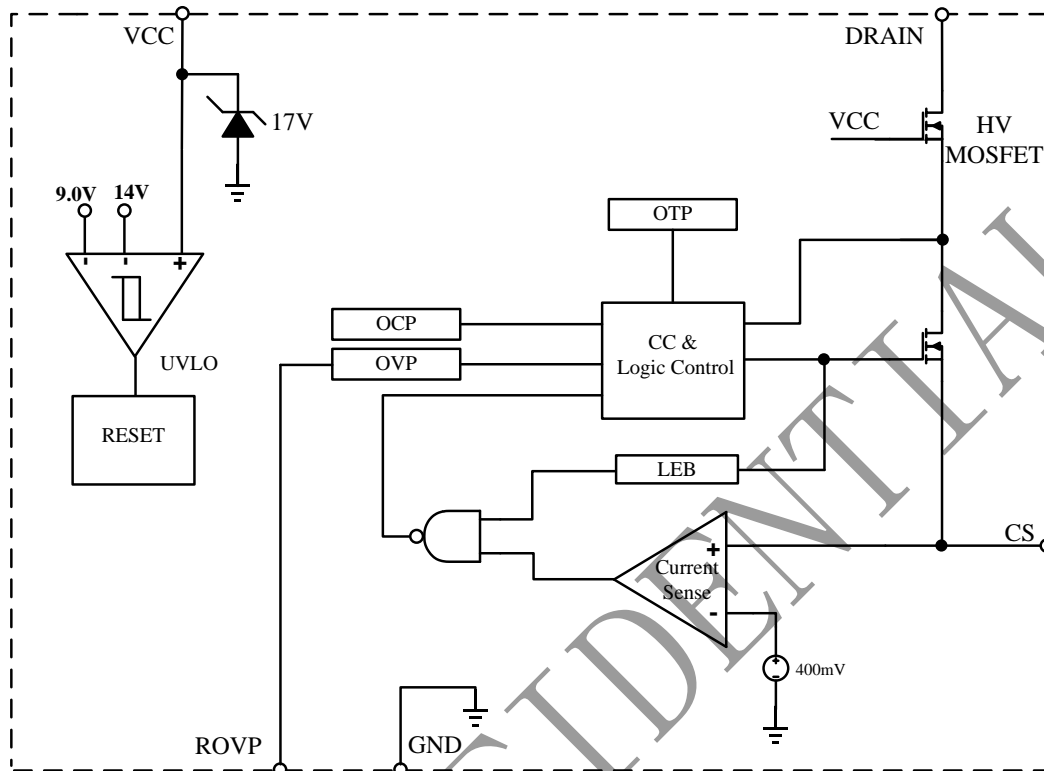 VCC
DRAIN
17V
VCC
HV
MOSFET
9.0V
14V
-
-
+
OTP
OCP
OVP
CC &
Logic Control
UVLO
RESET
LEB
CS
+
Current
Sense
-
+
-
400mV
ROVP
GND
IDENTIAL